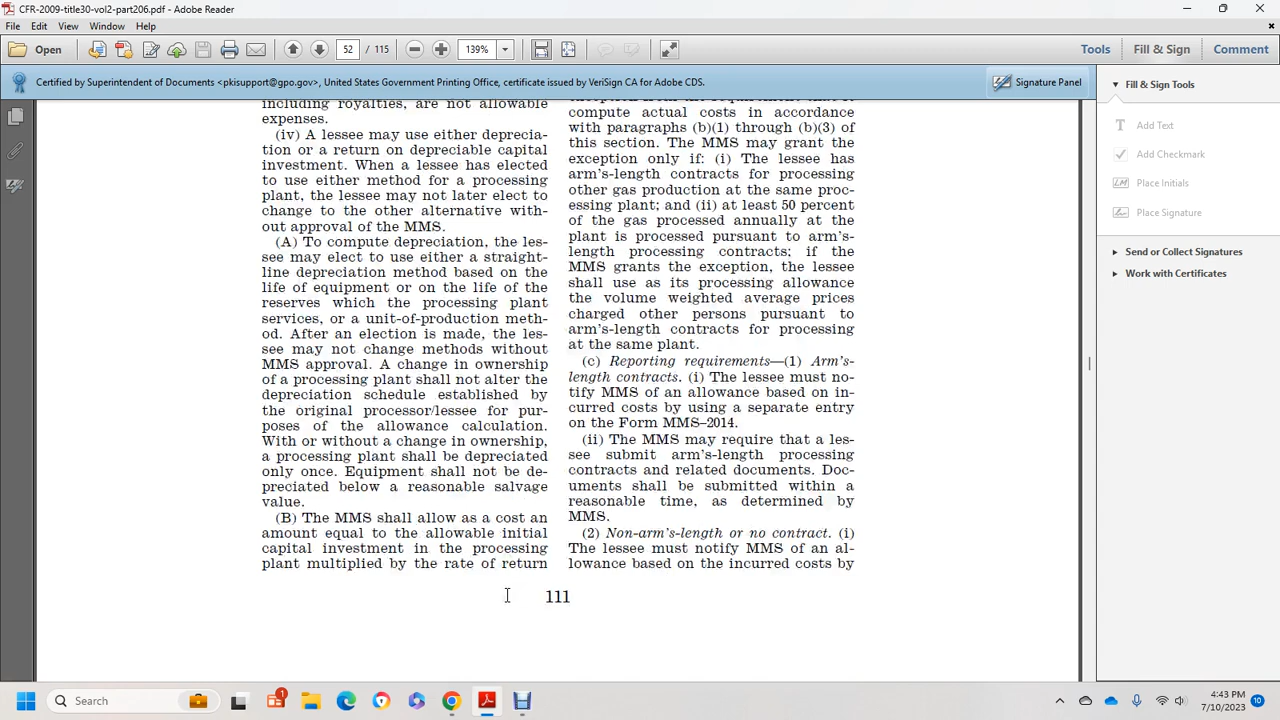 CFR-2009-title30-vol2-part206.pdf - Adobe Reader
File Edit View Window Help
Open 52 / 115 139% Tools Fill & Sign Comment
Certified by Superintendent of Documents <pkisupport@gpo.gov>, United States Government Printing Office, certificate issued by VeriSign CA for Adobe CDS. Signature Panel
including royalties, are not allowable
expenses.
(iv) A lessee may use either deprecia-
tion or a return on depreciable capital
investment. When a lessee has elected
to use either method for a processing
plant, the lessee may not later elect to
change to the other alternative with-
out approval of the MMS.
(A) To compute depreciation, the les-
see may elect to use either a straight-
line depreciation method based on the
life of equipment or on the life of the
reserves which the processing plant
services, or a unit-of-production meth-
od. After an election is made, the les-
see may not change methods without
MMS approval. A change in ownership
of a processing plant shall not alter the
depreciation schedule established by
the original processor/lessee for pur-
poses of the allowance calculation.
With or without a change in ownership,
a processing plant shall be depreciated
only once. Equipment shall not be de-
preciated below a reasonable salvage
value.
(B) The MMS shall allow as a cost an
amount equal to the allowable initial
capital investment in the processing
plant multiplied by the rate of return
exception from the requirement that it
compute actual costs in accordance
with paragraphs (b)(1) through (b)(3) of
this section. The MMS may grant the
exception only if: (i) The lessee has
arm's-length contracts for processing
other gas production at the same proc-
essing plant; and (ii) at least 50 percent
of the gas processed annually at the
plant is processed pursuant to arm's-
length processing contracts; if the
MMS grants the exception, the lessee
shall use as its processing allowance
the volume weighted average prices
charged other persons pursuant to
arm's-length contracts for processing
at the same plant.
(c) Reporting requirements—(1) Arm's-
length contracts. (i) The lessee must no-
tify MMS of an allowance based on in-
curred costs by using a separate entry
on the Form MMS–2014.
(ii) The MMS may require that a les-
see submit arm's-length processing
contracts and related documents. Doc-
uments shall be submitted within a
reasonable time, as determined by
MMS.
(2) Non-arm's-length or no contract. (i)
The lessee must notify MMS of an al-
lowance based on the incurred costs by
111
Fill & Sign Tools
Add Text
Add Checkmark
Place Initials
Place Signature
Send or Collect Signatures
Work with Certificates
Search
1
4:43 PM
7/10/2023
10